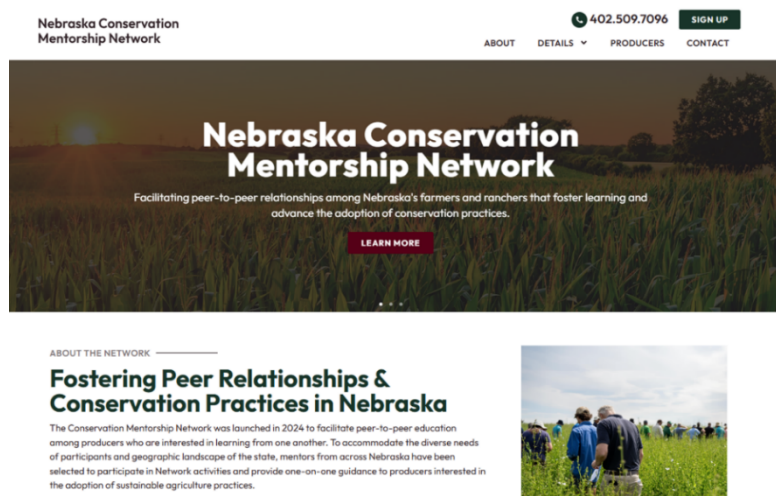 Nebraska Conservation
Mentorship Network
402.509.7096
SIGN UP
ABOUT
DETAILS
PRODUCERS
CONTACT
Nebraska Conservation
Mentorship Network
Facilitating peer-to-peer relationships among Nebraska's farmers and ranchers that foster learning and
advance the adoption of conservation practices.
LEARN MORE
ABOUT THE NETWORK
Fostering Peer Relationships &
Conservation Practices in Nebraska
The Conservation Mentorship Network was launched in 2024 to facilitate peer-to-peer education
among producers who are interested in learning from one another. To accommodate the diverse needs
of participants and geographic landscape of the state, mentors from across Nebraska have been
selected to participate in Network activities and provide one-on-one guidance to producers interested in
the adoption of sustainable agriculture practices.